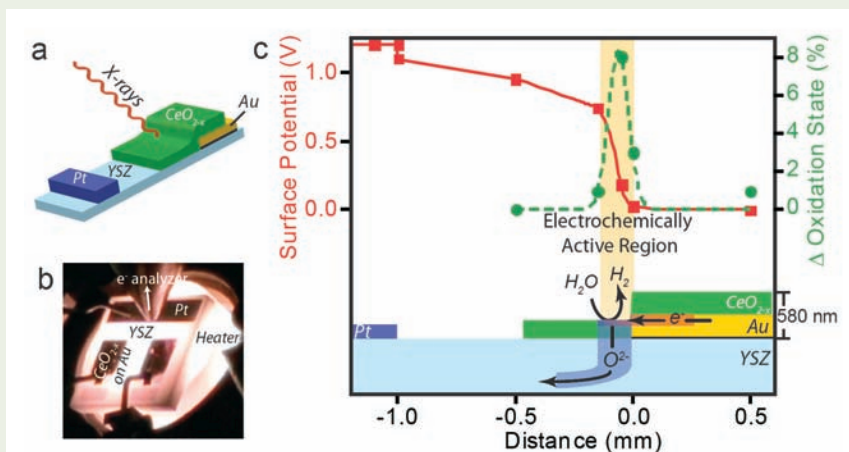 a
X-rays
CeO₂₋ₓ
Au
YSZ
Pt
b
e⁻ analyzer
Pt
YSZ
Heater
CeO₂₋ₓ
on Au
c
Surface Potential (V)
1.0
0.5
0.0
Δ Oxidation State (%)
8
6
4
2
0
Electrochemically
Active Region
H₂O
H₂
CeO₂₋ₓ
e⁻
Au
580 nm
Pt
O²⁻
YSZ
-1.0
-0.5
0.0
0.5
Distance (mm)